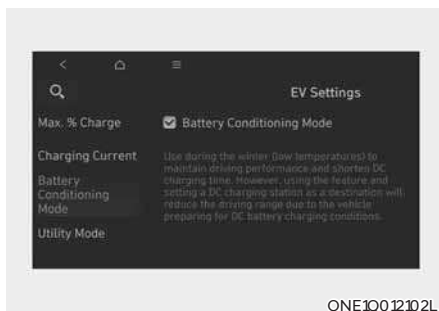 EV Settings
Max. % Charge
Battery Conditioning Mode
Charging Current
Battery
Conditioning
Mode
Utility Mode
Use during the winter (low temperatures) to
maintain driving performance and shorten DC
charging time. However, using the feature and
setting a DC charging station as a destination will
reduce the driving range due to the vehicle
preparing for DC battery charging conditions.
ONE1Q012102L